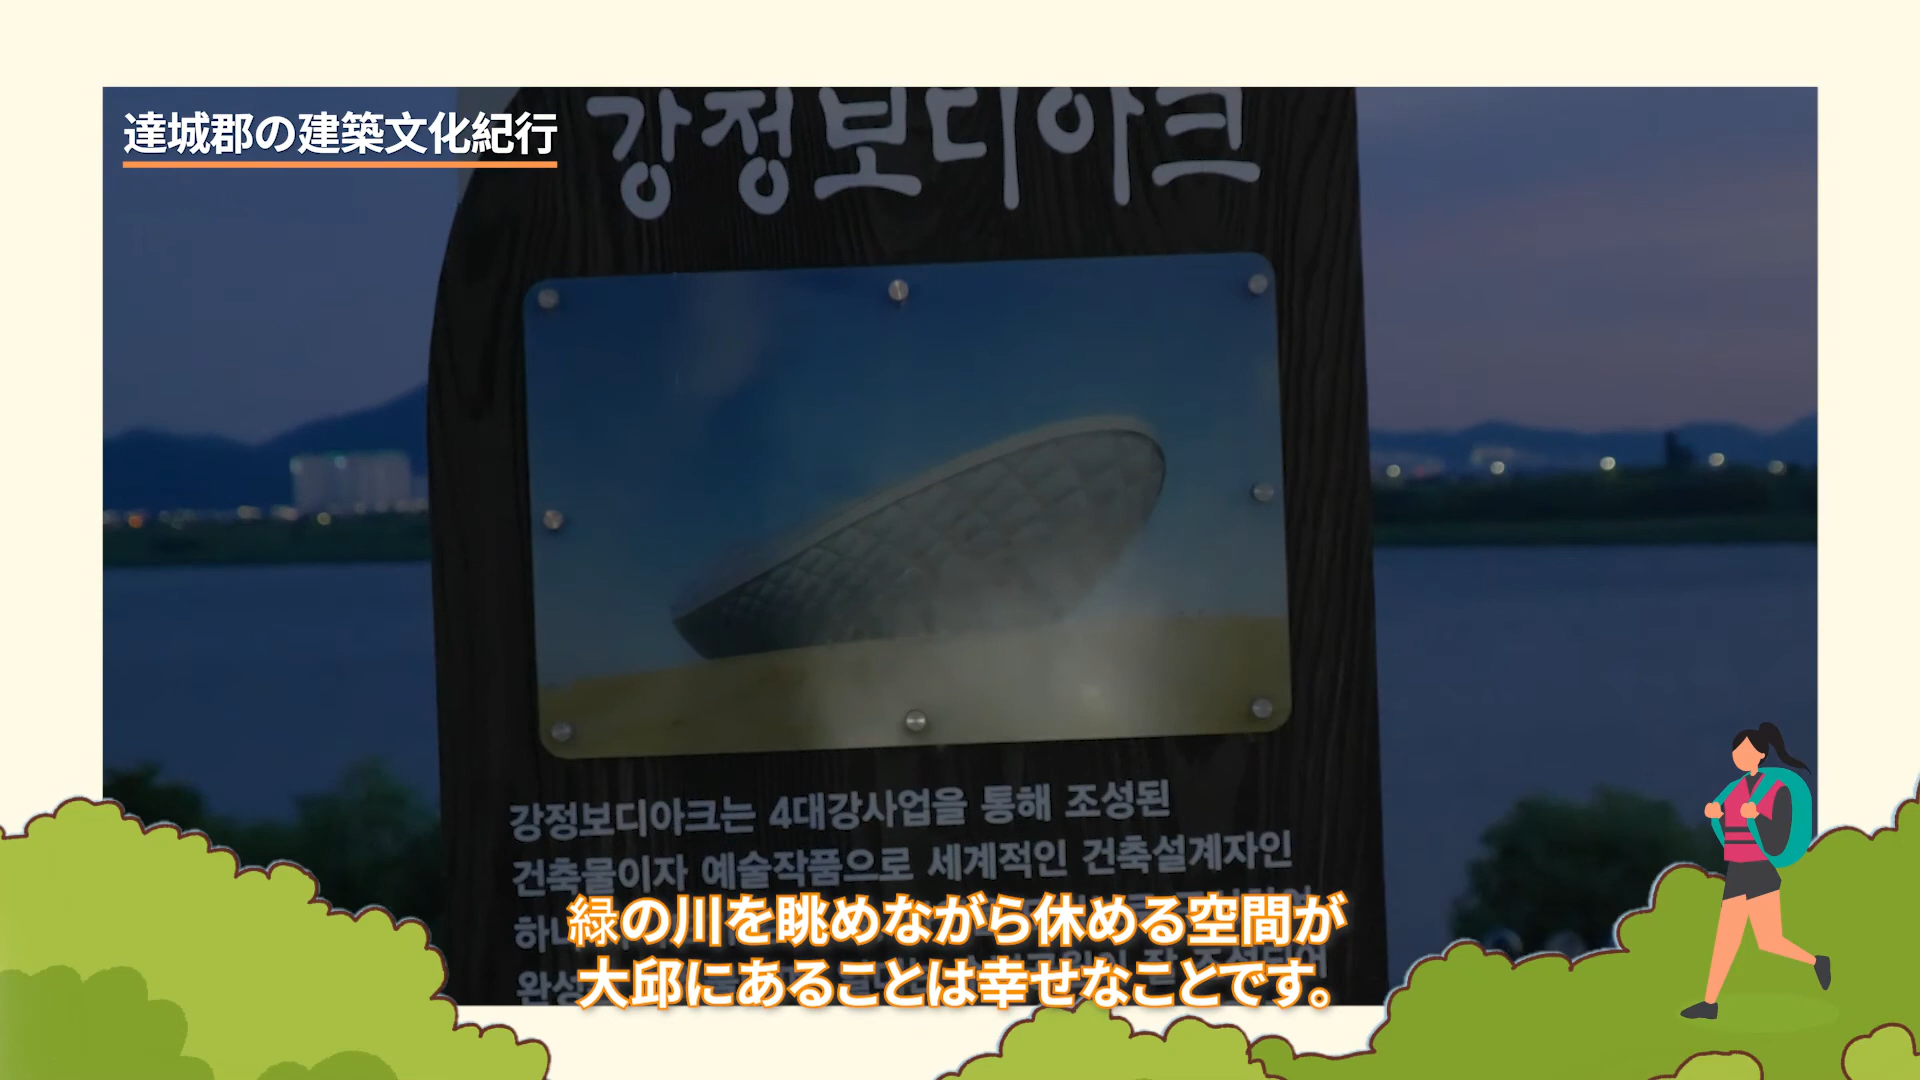 達城郡の建築文化紀行
강정보디아크
강정보디아크는 4대강사업을 통해 조성된
건축물이자 예술작품으로 세계적인 건축설계자인
緑の川を眺めながら休める空間が
大邱にあることは幸せなことです。